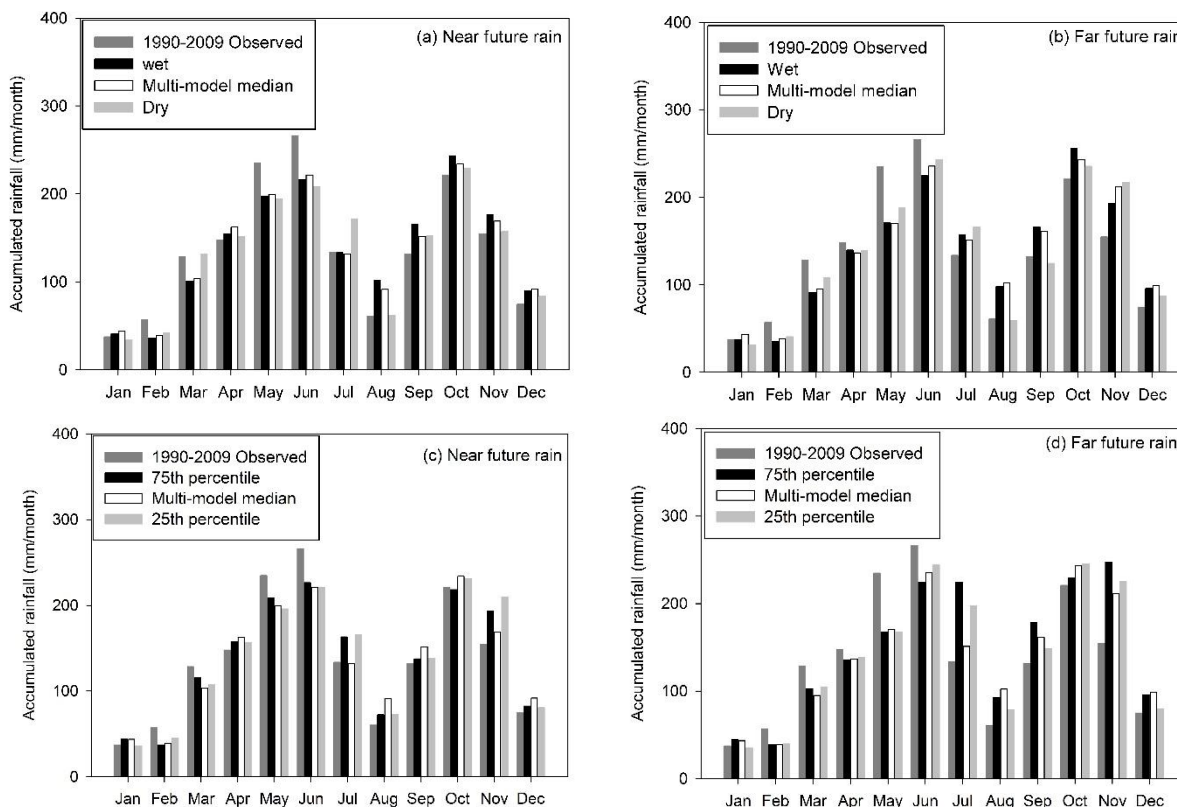 400
300
200
100
0
Accumulated rainfall (mm/month)
1990-2009 Observed
wet
Multi-model median
Dry
(a) Near future rain
Jan Feb Mar Apr May Jun Jul Aug Sep Oct Nov Dec
400
300
200
100
0
Accumulated rainfall (mm/month)
1990-2009 Observed
Wet
Multi-model median
Dry
(b) Far future rain
Jan Feb Mar Apr May Jun Jul Aug Sep Oct Nov Dec
400
300
200
100
0
Accumulated rainfall (mm/month)
1990-2009 Observed
75th percentile
Multi-model median
25th percentile
(c) Near future rain
Jan Feb Mar Apr May Jun Jul Aug Sep Oct Nov Dec
400
300
200
100
0
Accumulated rainfall (mm/month)
1990-2009 Observed
75th percentile
Multi-model median
25th percentile
(d) Far future rain
Jan Feb Mar Apr May Jun Jul Aug Sep Oct Nov Dec